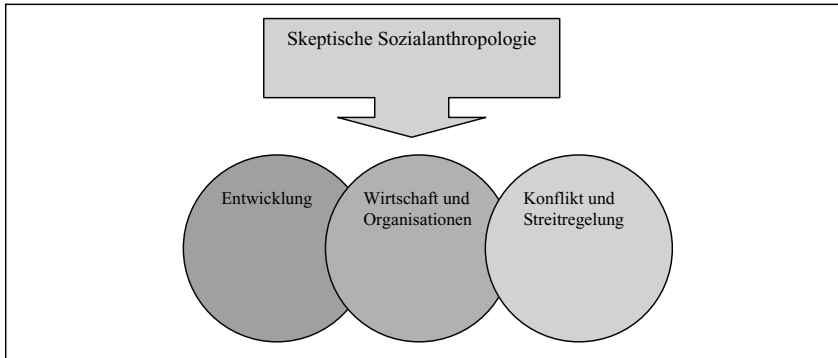 Skeptische Sozialanthropologie
Entwicklung
Wirtschaft und
Organisationen
Konflikt und
Streitregelung